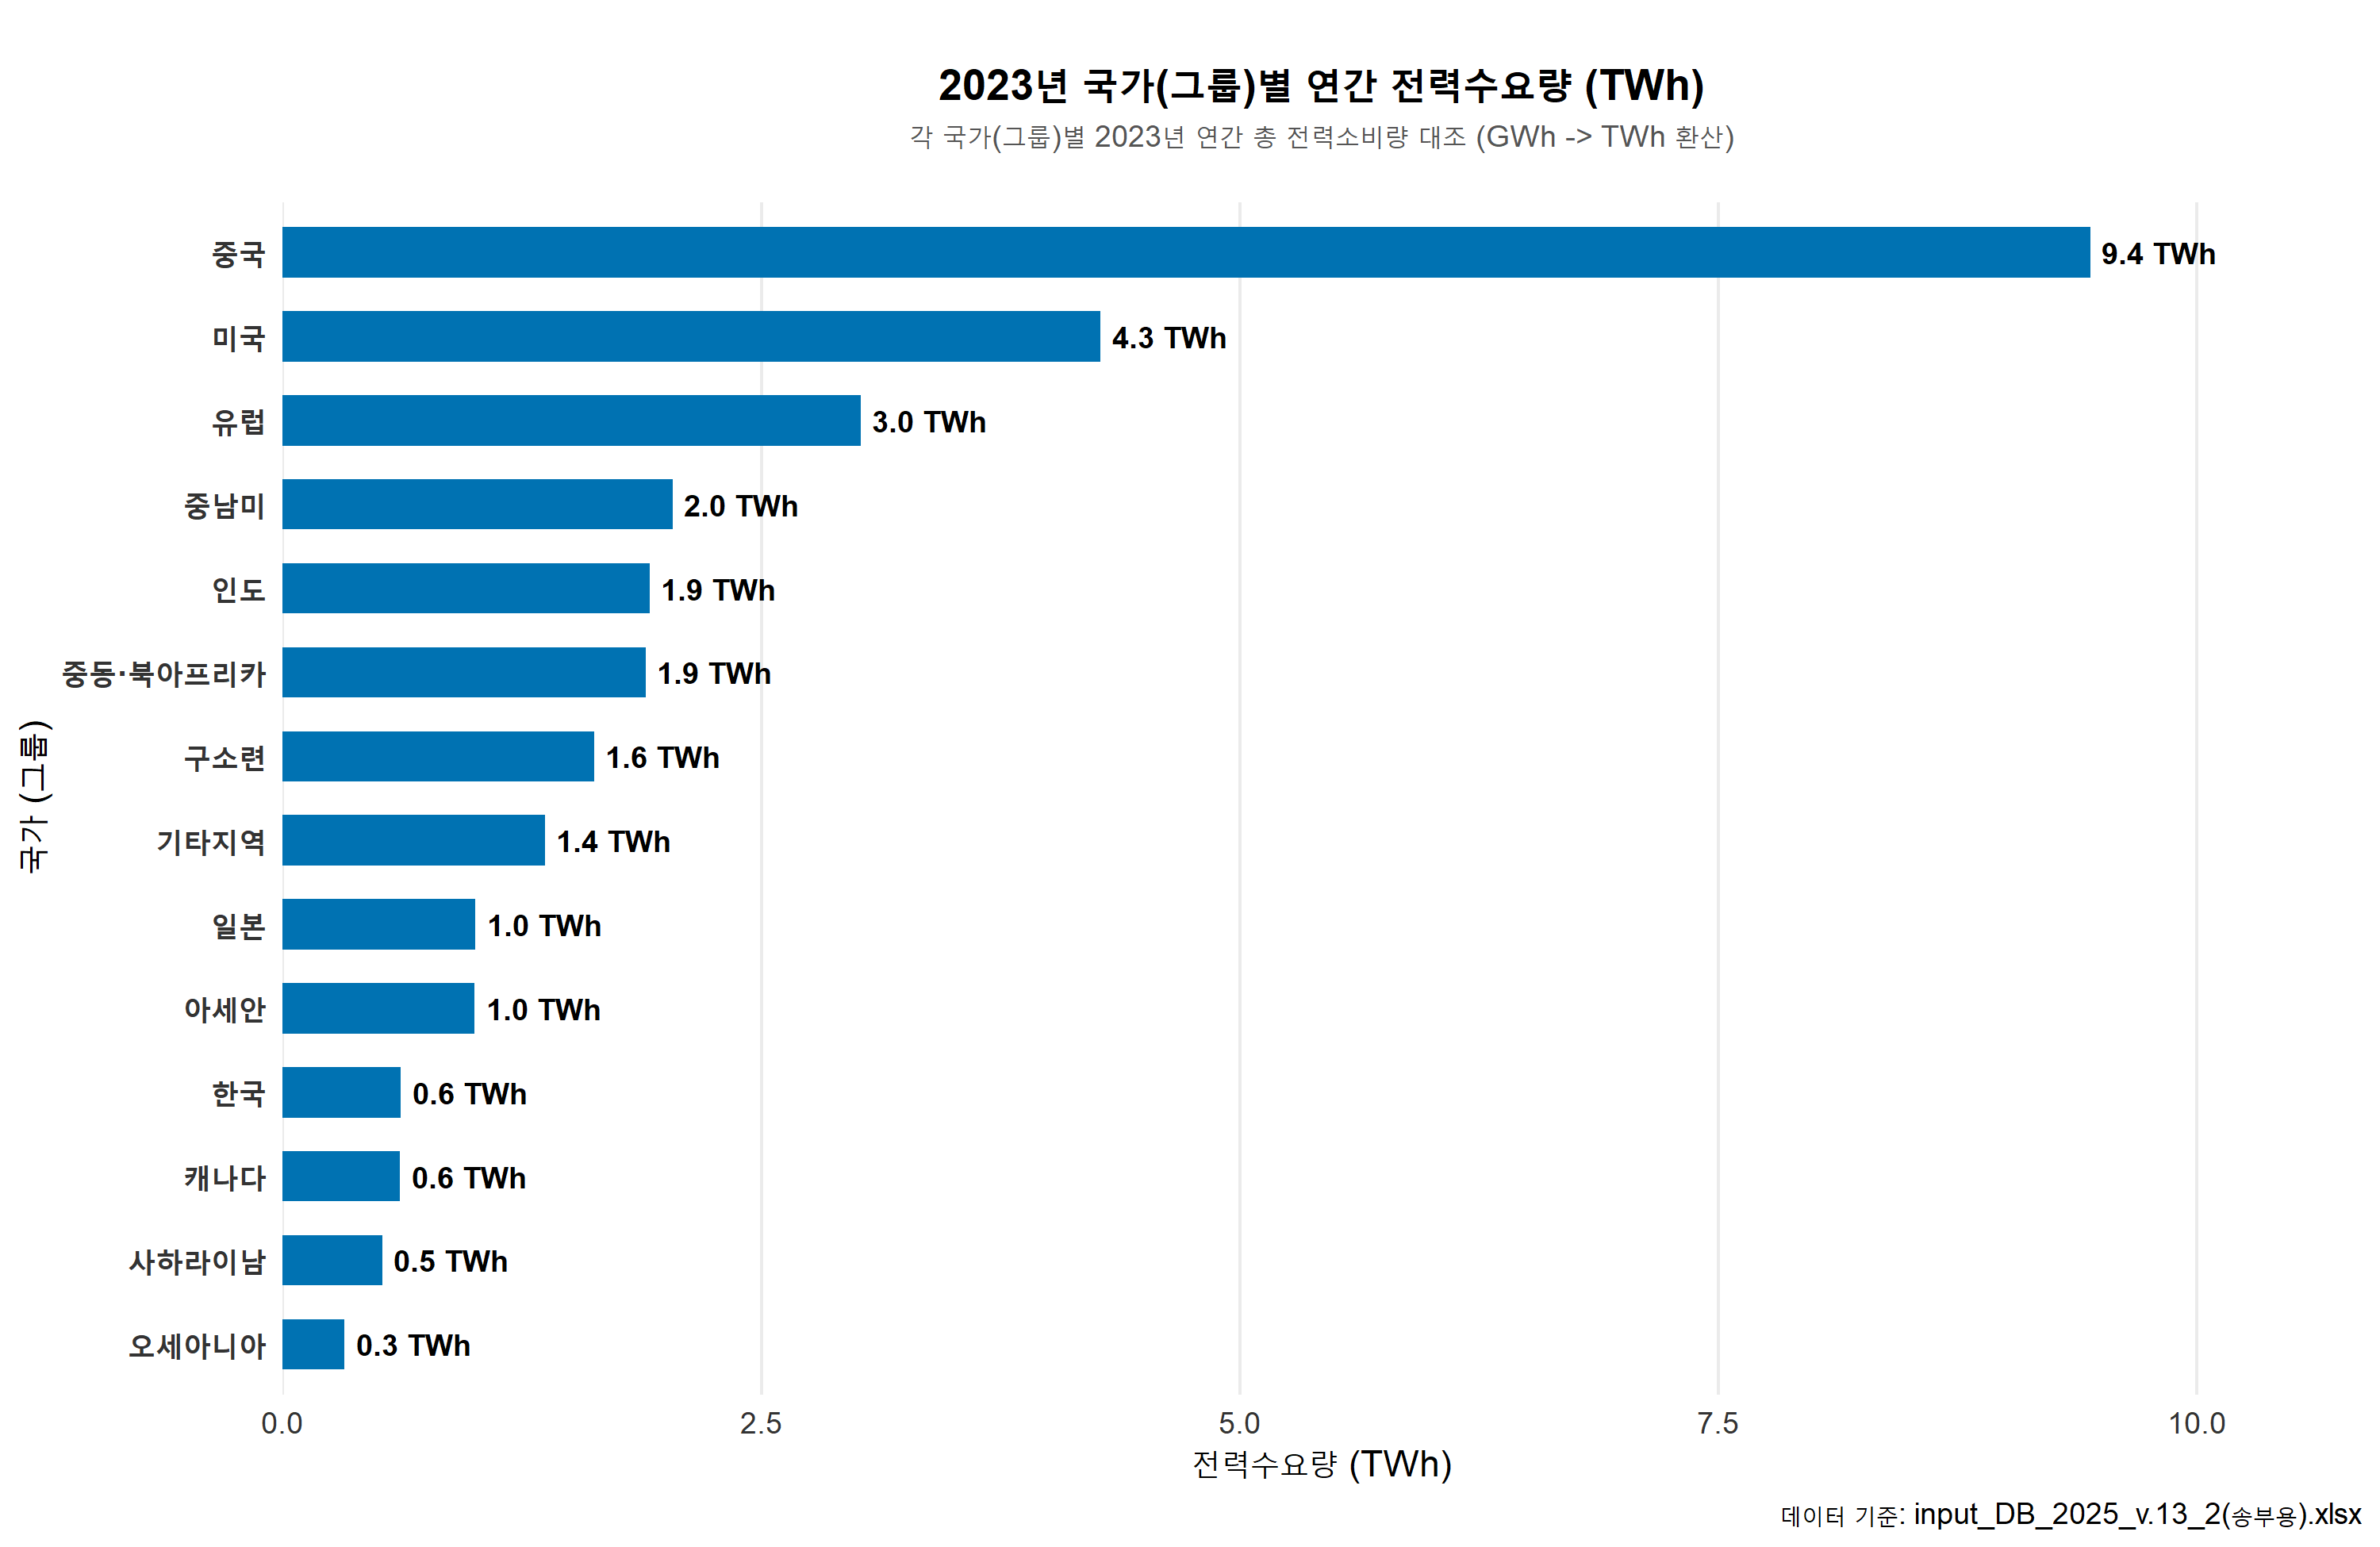 2023년 국가(그룹)별 연간 전력수요량 (TWh)
각 국가(그룹)별 2023년 연간 총 전력소비량 대조 (GWh -> TWh 환산)
중국 9.4 TWh
미국 4.3 TWh
유럽 3.0 TWh
중남미 2.0 TWh
인도 1.9 TWh
중동·북아프리카 1.9 TWh
구소련 1.6 TWh
기타지역 1.4 TWh
일본 1.0 TWh
아세안 1.0 TWh
한국 0.6 TWh
캐나다 0.6 TWh
사하라이남 0.5 TWh
오세아니아 0.3 TWh
국가 (그룹)
0.0 2.5 5.0 7.5 10.0
전력수요량 (TWh)
데이터 기준: input_DB_2025_v.13_2(송부용).xlsx